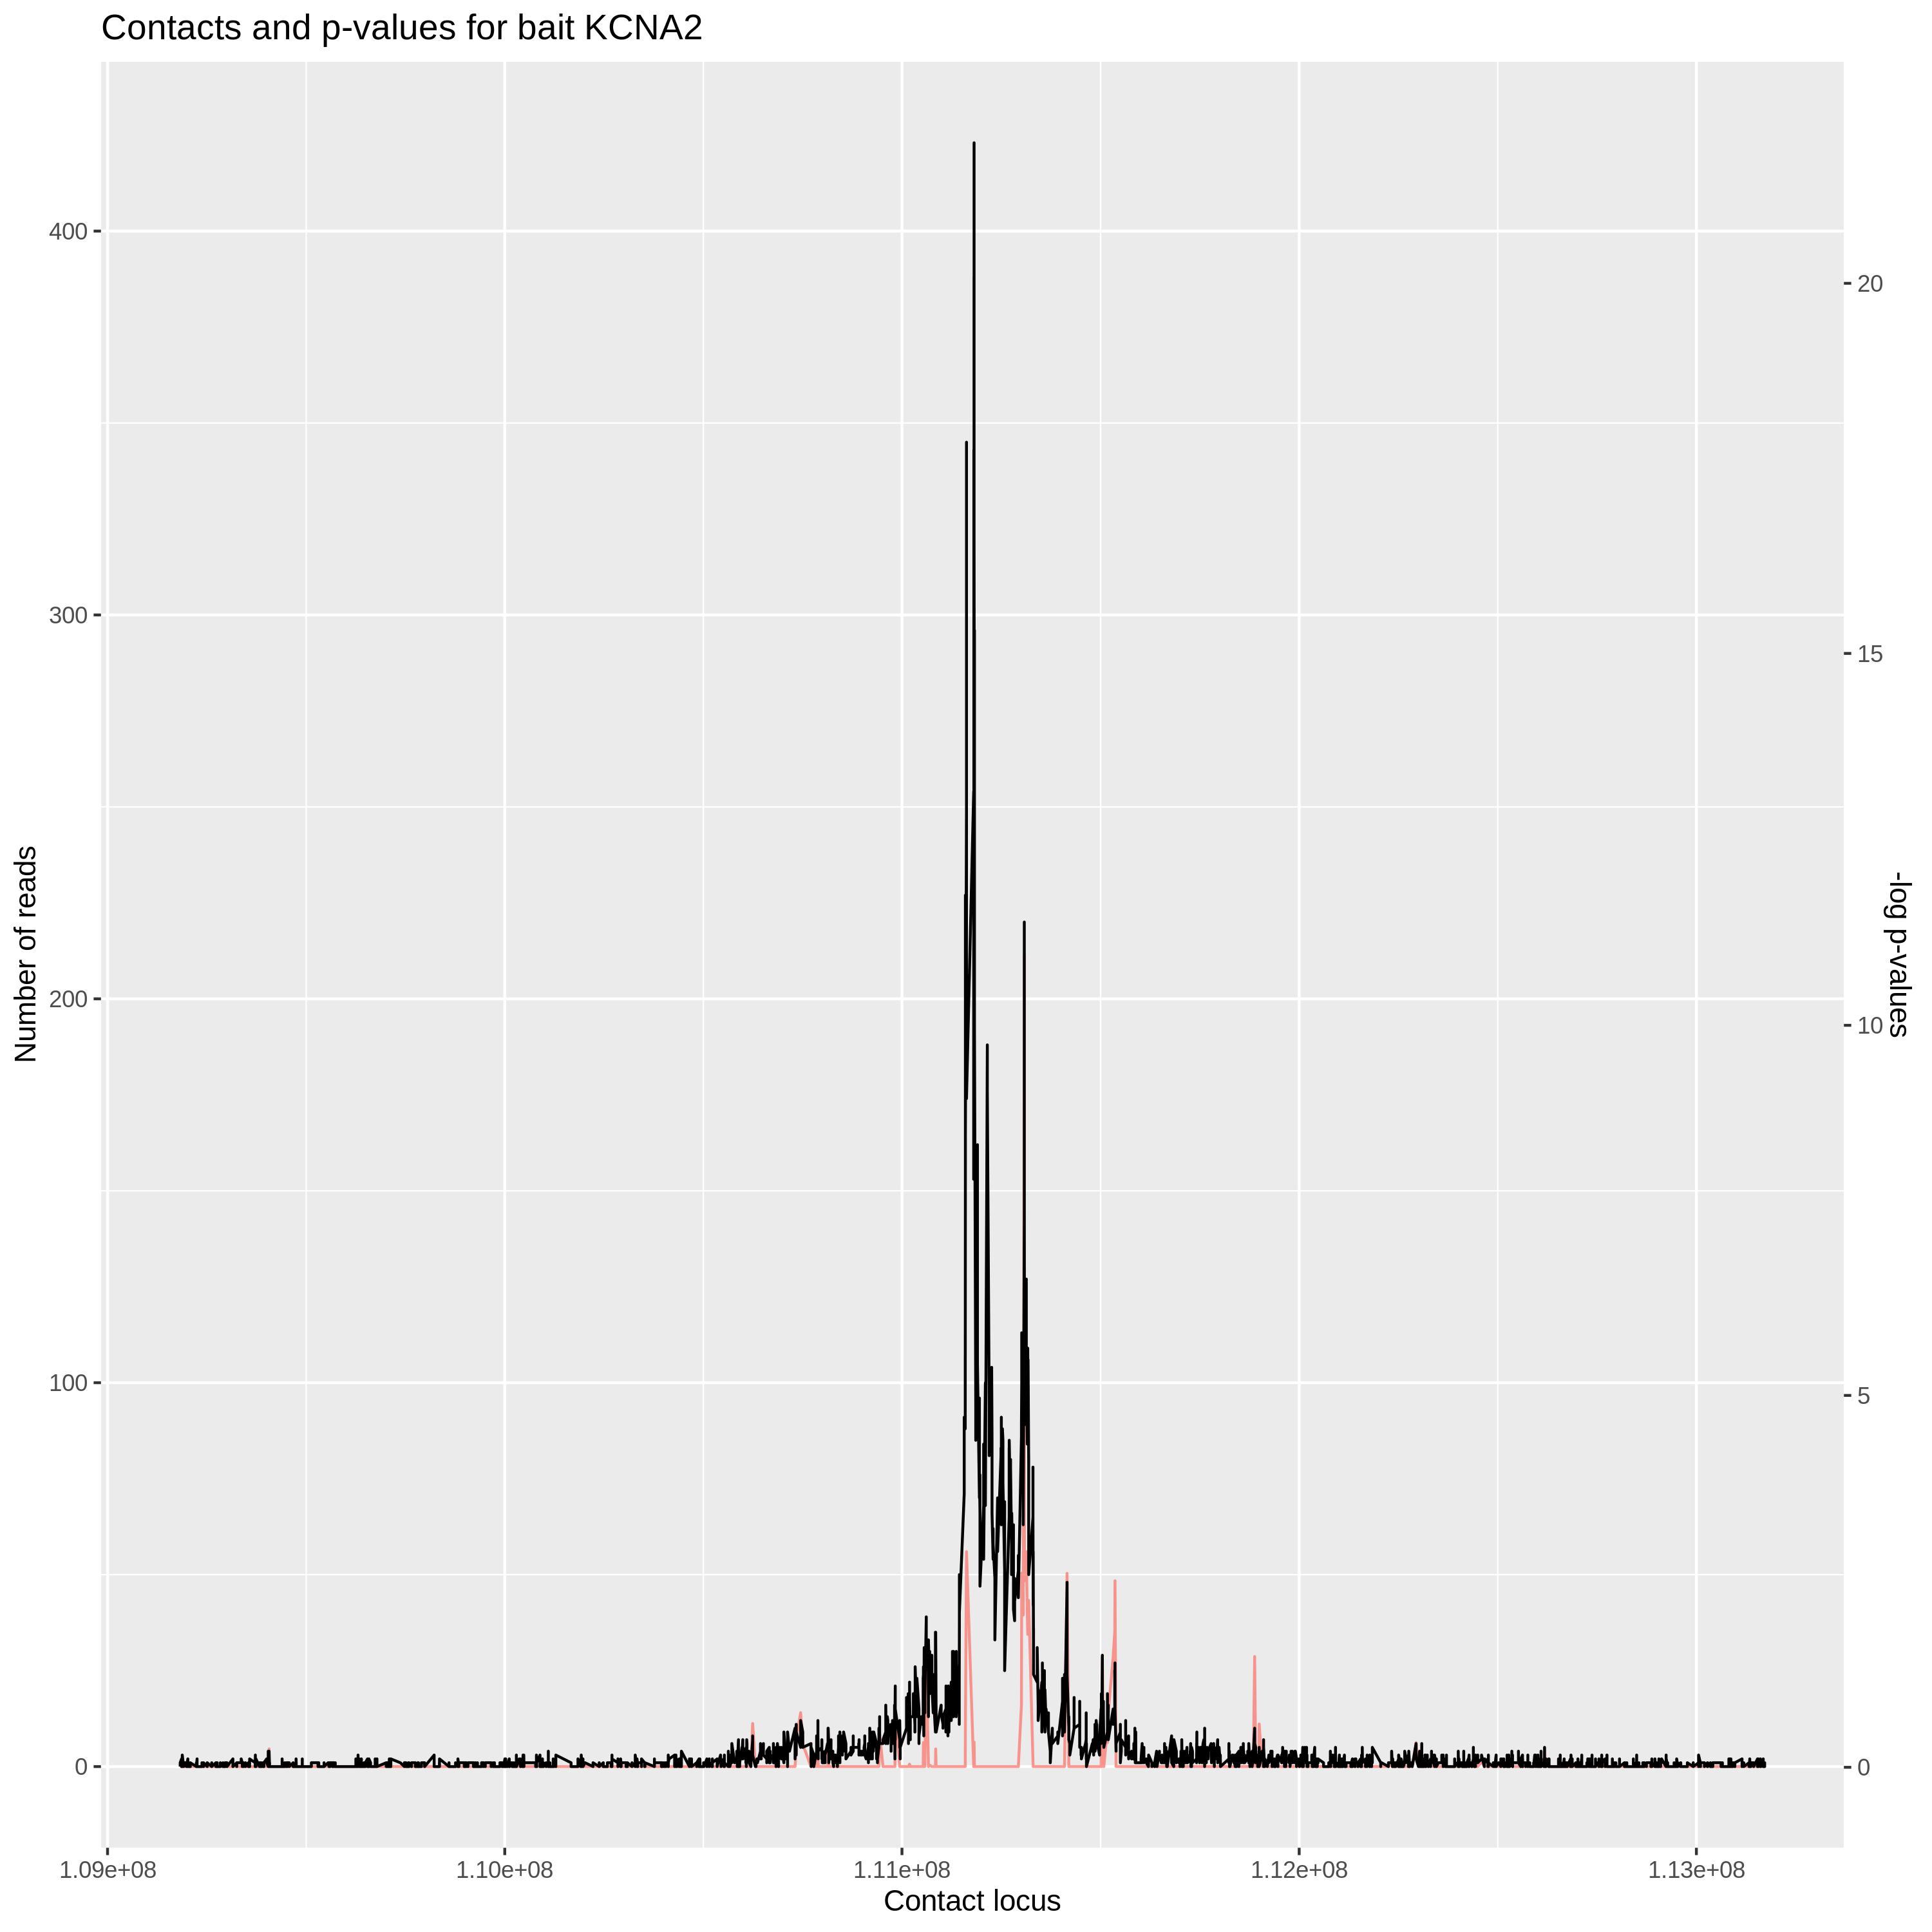 Contacts and p-values for bait KCNA2
Number of reads
400
300
200
100
0
20
15
10
5
0
-log p-values
1.09e+08
1.10e+08
1.11e+08
1.12e+08
1.13e+08
Contact locus